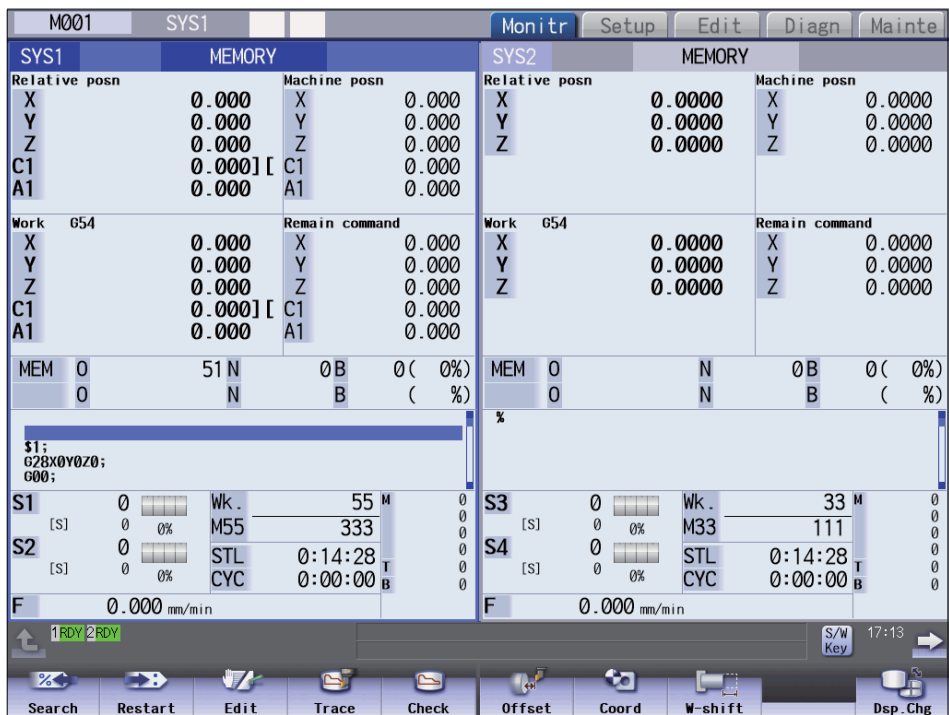 M001 SYS1 Monitr Setup Edit Diagn Mainte
SYS1 MEMORY
Relative posn Machine posn
X 0.000 X 0.000
Y 0.000 Y 0.000
Z 0.000 Z 0.000
C1 0.000][ C1 0.000
A1 0.000 A1 0.000
Work G54 Remain command
X 0.000 X 0.000
Y 0.000 Y 0.000
Z 0.000 Z 0.000
C1 0.000][ C1 0.000
A1 0.000 A1 0.000
MEM O 51 N 0 B 0( 0%)
O N B ( %)
$1;
G28X0Y0Z0;
G00;
S1 0 Wk. 55 M 0
0
[S] 0 0% M55 333 0
0
S2 0 STL 0:14:28 0
T 0
[S] 0 0% CYC 0:00:00 B 0
F 0.000 mm/min
SYS2 MEMORY
Relative posn Machine posn
X 0.0000 X 0.0000
Y 0.0000 Y 0.0000
Z 0.0000 Z 0.0000
Work G54 Remain command
X 0.0000 X 0.0000
Y 0.0000 Y 0.0000
Z 0.0000 Z 0.0000
MEM O N 0 B 0( 0%)
O N B ( %)
%
S3 0 Wk. 33 M 0
0
[S] 0 0% M33 111 0
0
S4 0 STL 0:14:28 0
T 0
[S] 0 0% CYC 0:00:00 B 0
F 0.000 mm/min
1RDY 2RDY S/W Key 17:13
Search Restart Edit Trace Check Offset Coord W-shift Dsp.Chg